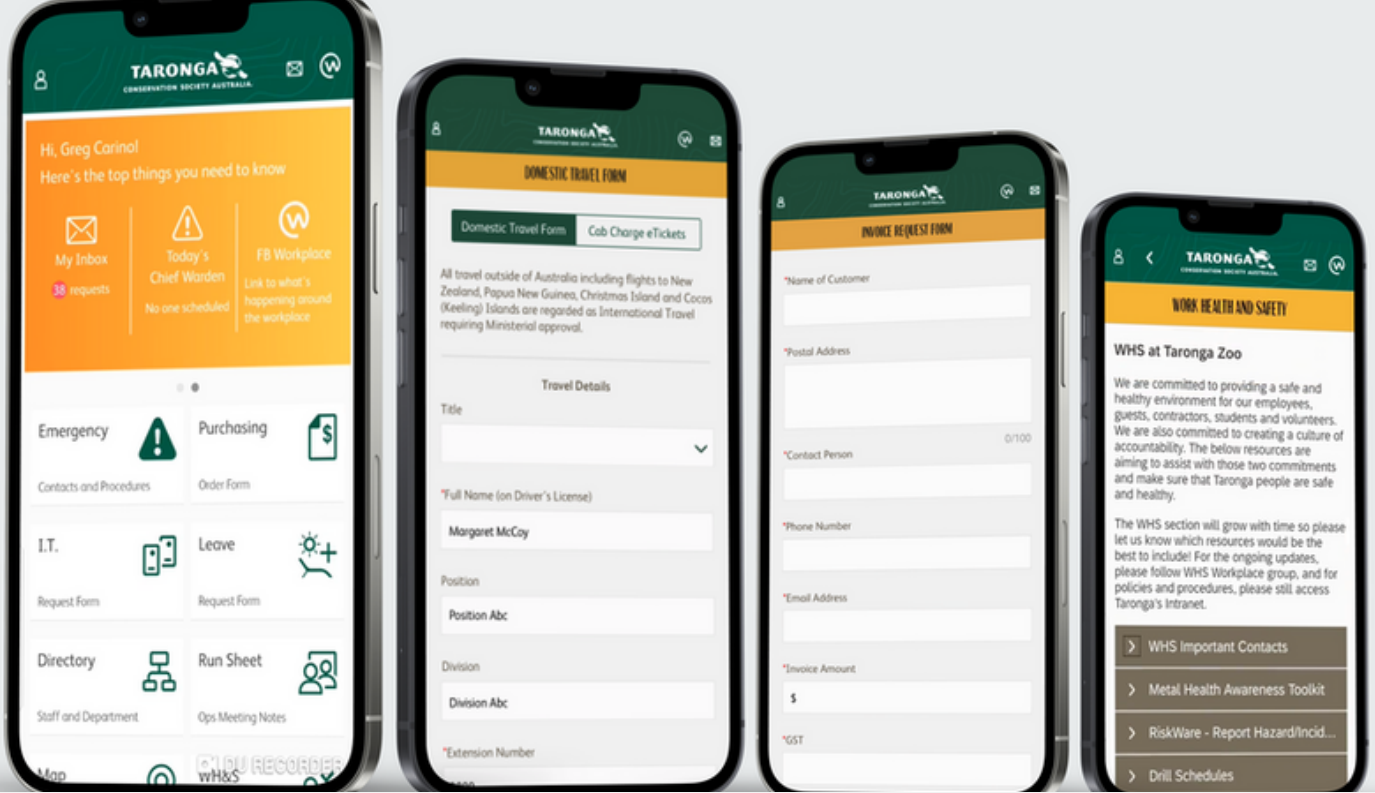 TARONGA
CONSERVATION SOCIETY AUSTRALIA
Hi, Greg Carinol
Here's the top things you need to know
My Inbox
38 requests
Today's
Chief Warden
No one scheduled
FB Workplace
Link to what's
happening around
the workplace
Emergency
Contacts and Procedures
Purchasing
Order Form
I.T.
Request Form
Leave
Request Form
Directory
Staff and Department
Run Sheet
Ops Meeting Notes
Map
wH&S
DU RECORDER
TARONGA
CONSERVATION SOCIETY AUSTRALIA
DOMESTIC TRAVEL FORM
Domestic Travel Form
Cab Charge eTickets
All travel outside of Australia including flights to New
Zealand, Papua New Guinea, Christmas Island and Cocos
(Keeling) Islands are regarded as International Travel
requiring Ministerial approval.
Travel Details
Title
*Full Name (on Driver's License)
Margaret McCoy
Position
Position Abc
Division
Division Abc
*Extension Number
TARONGA
CONSERVATION SOCIETY AUSTRALIA
INVOICE REQUEST FORM
*Name of Customer
*Postal Address
0/100
*Contact Person
*Phone Number
*Email Address
*Invoice Amount
$
*GST
TARONGA
CONSERVATION SOCIETY AUSTRALIA
WORK HEALTH AND SAFETY
WHS at Taronga Zoo
We are committed to providing a safe and
healthy environment for our employees,
guests, contractors, students and volunteers.
We are also committed to creating a culture of
accountability. The below resources are
aiming to assist with those two commitments
and make sure that Taronga people are safe
and healthy.
The WHS section will grow with time so please
let us know which resources would be the
best to include! For the ongoing updates,
please follow WHS Workplace group, and for
policies and procedures, please still access
Taronga's Intranet.
WHS Important Contacts
Metal Health Awareness Toolkit
RiskWare - Report Hazard/Incid...
Drill Schedules